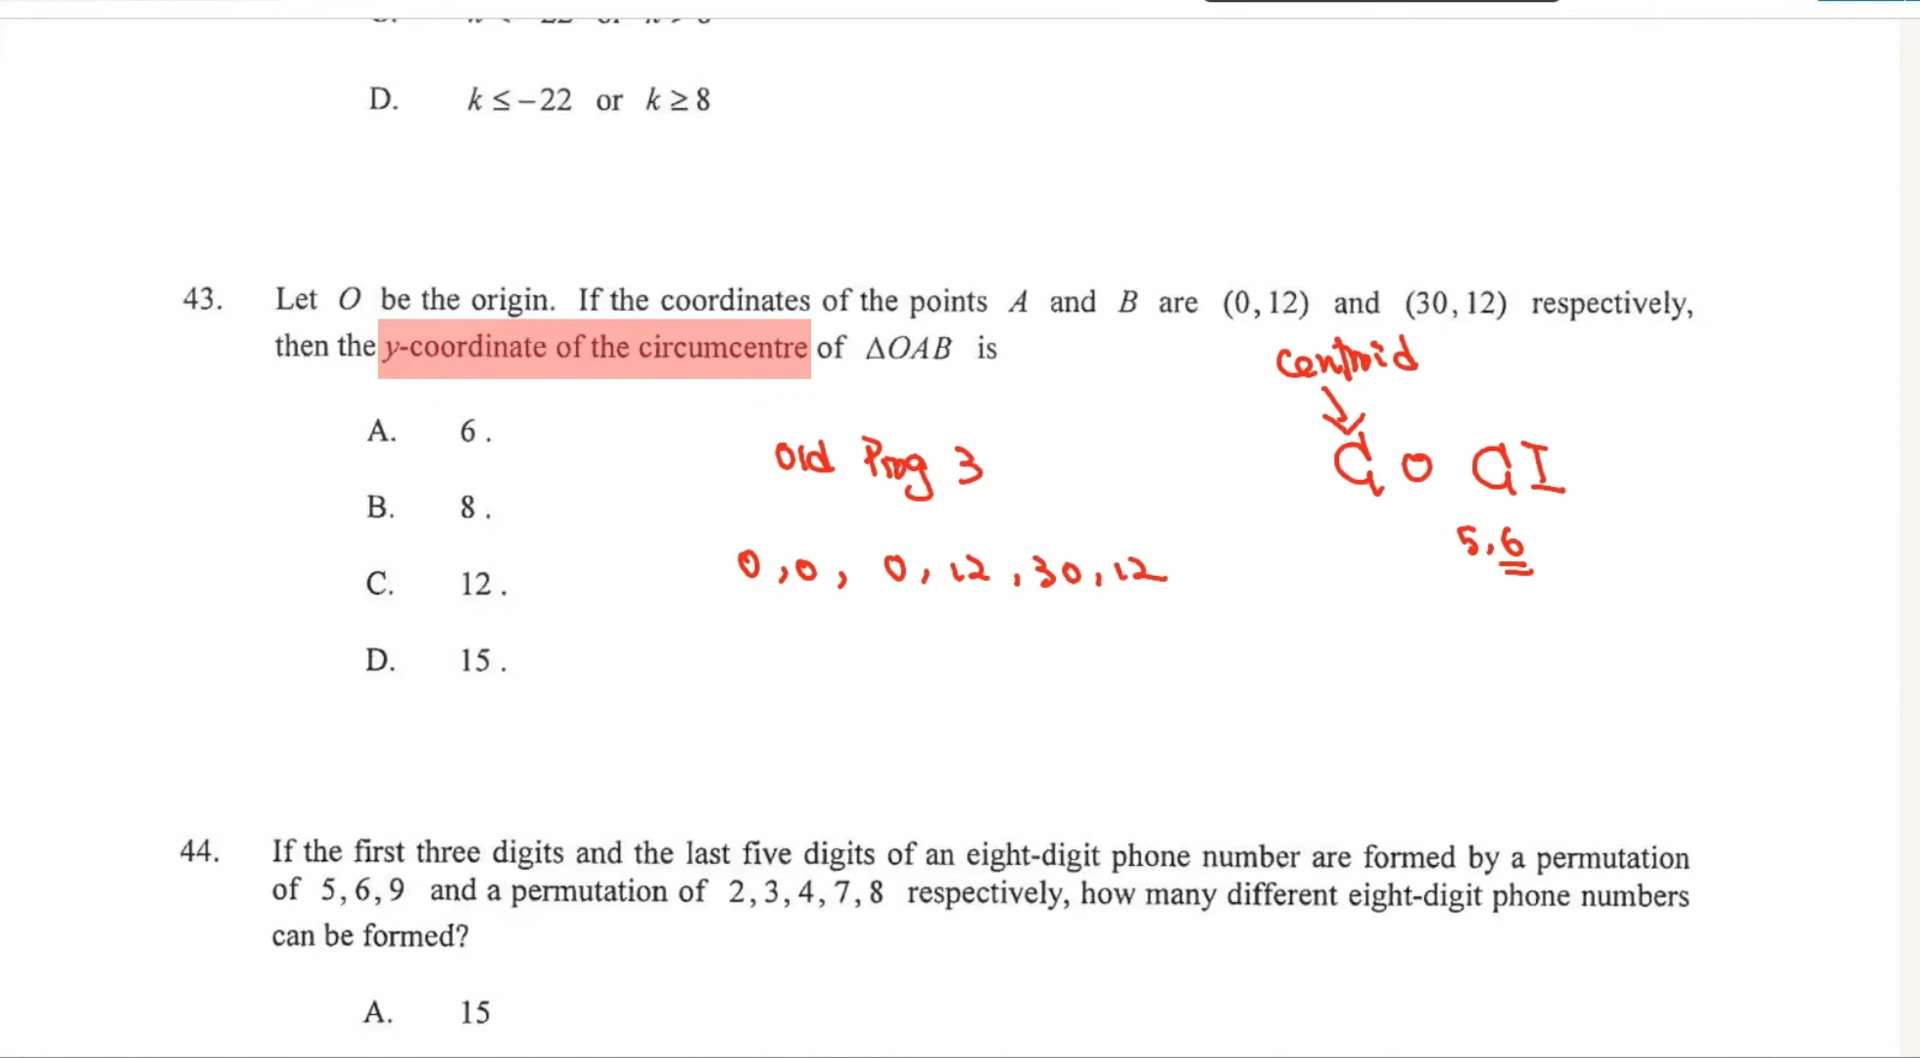 D. k ≤ −22 or k ≥ 8
43. Let O be the origin. If the coordinates of the points A and B are (0, 12) and (30, 12) respectively,
then the y-coordinate of the circumcentre of ΔOAB is
centroid
A. 6 .
Old Prog 3
G O C I
B. 8 .
5, 6
0, 0, 0, 12, 30, 12
C. 12 .
D. 15 .
44. If the first three digits and the last five digits of an eight-digit phone number are formed by a permutation
of 5, 6, 9 and a permutation of 2, 3, 4, 7, 8 respectively, how many different eight-digit phone numbers
can be formed?
A. 15